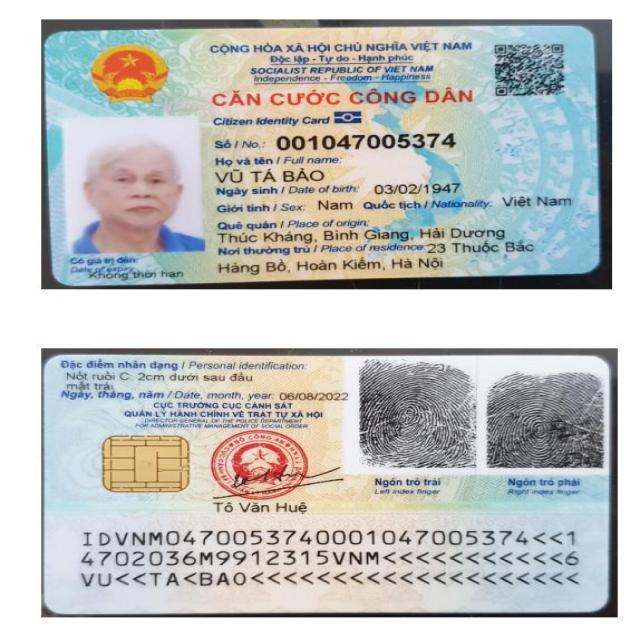 CỘNG HÒA XÃ HỘI CHỦ NGHĨA VIỆT NAM
Độc lập - Tự do - Hạnh phúc
SOCIALIST REPUBLIC OF VIET NAM
Independence - Freedom - Happiness
CĂN CƯỚC CÔNG DÂN
Citizen Identity Card
Số / No.: 001047005374
Họ và tên / Full name:
VŨ TÁ BẢO
Ngày sinh / Date of birth: 03/02/1947
Giới tính / Sex: Nam Quốc tịch / Nationality: Việt Nam
Quê quán / Place of origin:
Thúc Kháng, Bình Giang, Hải Dương
Nơi thường trú / Place of residence: 23 Thuộc Bắc
Hàng Bồ, Hoàn Kiếm, Hà Nội
Có giá trị đến:
Date of expiry
Không thời hạn
Đặc điểm nhân dạng / Personal identification:
Nốt ruồi C: 2cm dưới sau đầu
mắt trái
Ngày, tháng, năm / Date, month, year: 06/08/2022
CỤC TRƯỞNG CỤC CẢNH SÁT
QUẢN LÝ HÀNH CHÍNH VỀ TRẬT TỰ XÃ HỘI
DIRECTOR GENERAL OF THE POLICE DEPARTMENT
FOR ADMINISTRATIVE MANAGEMENT OF SOCIAL ORDER
Tô Văn Huệ
Ngón trỏ trái
Left index finger
Ngón trỏ phải
Right index finger
IDVNM0470053740001047005374<<1
4702036M9912315VNM<<<<<<<<<<<6
VU<<TA<BAO<<<<<<<<<<<<<<<<<<<<